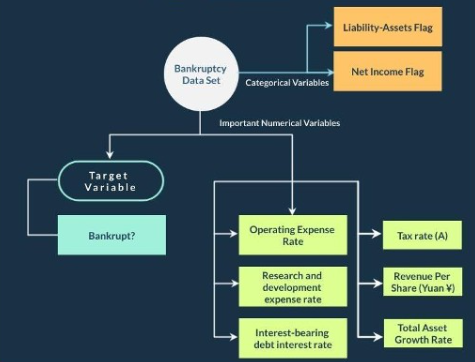 Liability-Assets Flag
Bankruptcy
Data Set
Net Income Flag
Categorical Variables
Important Numerical Variables
Target
Variable
Bankrupt?
Operating Expense
Rate
Tax rate (A)
Research and
development
expense rate
Revenue Per
Share (Yuan ¥)
Interest-bearing
debt interest rate
Total Asset
Growth Rate